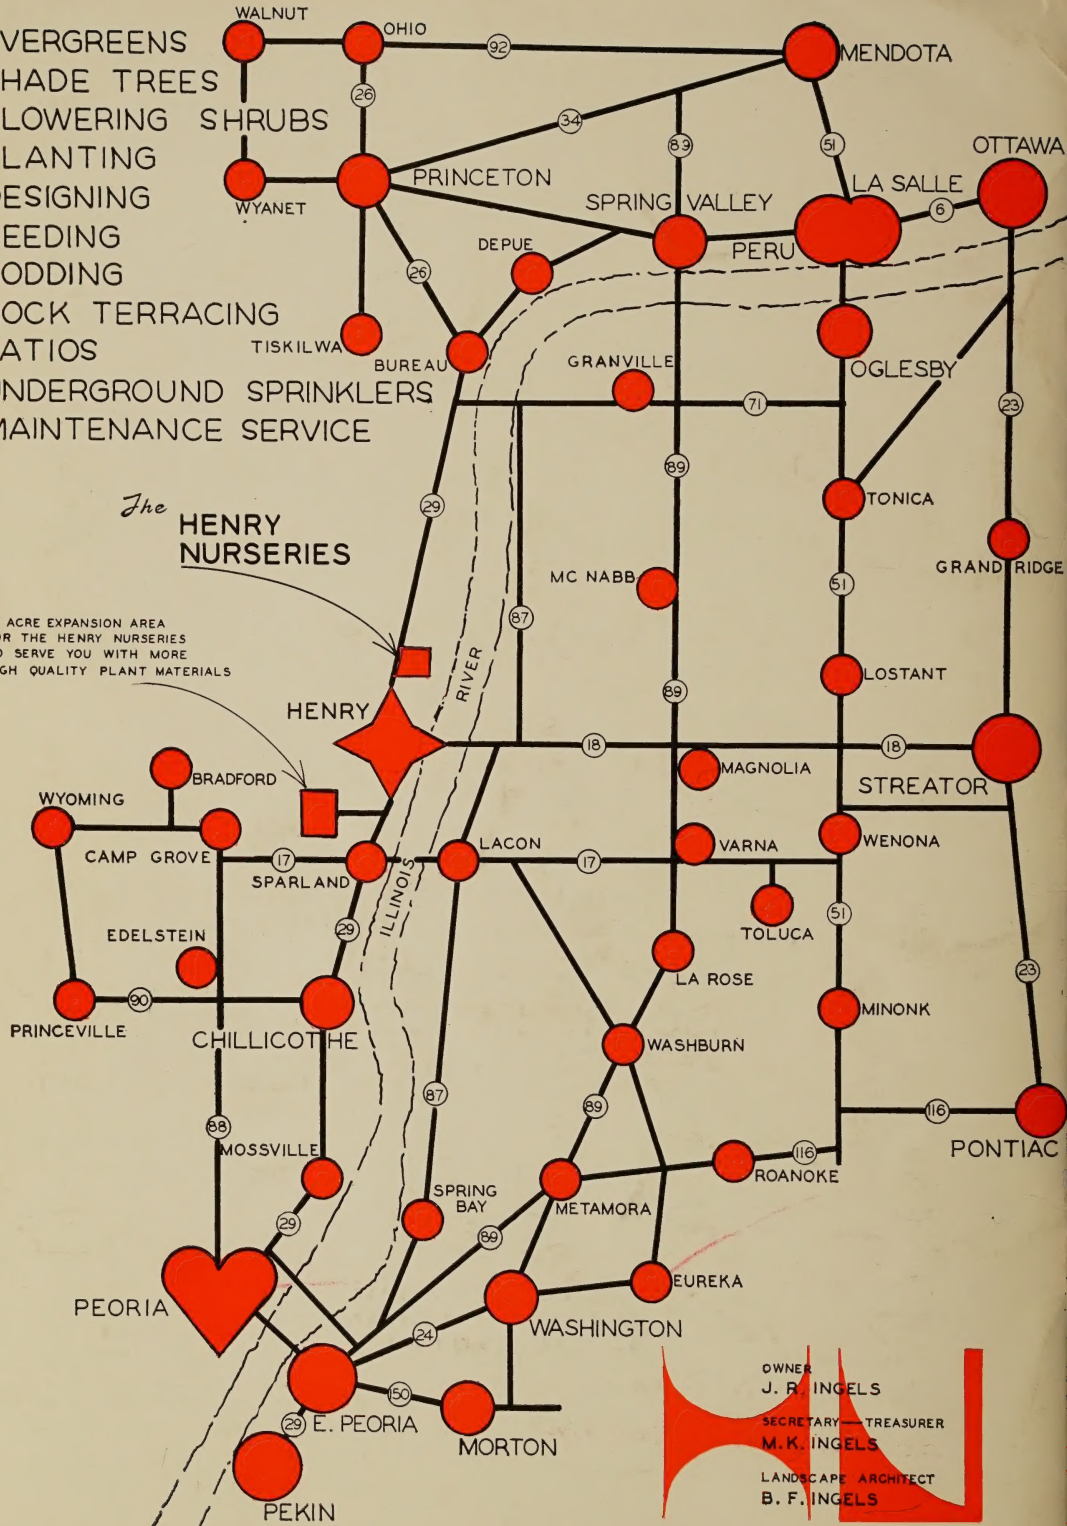 VERGREENS
HADE TREES
LOWERING SHRUBS
LANTING
ESIGNING
EEDING
ODDING
OCK TERRACING
ATIOS
NDERGROUND SPRINKLERS
MAINTENANCE SERVICE
WALNUT
OHIO
92
MENDOTA
26
34
89
51
OTTAWA
PRINCETON
LA SALLE
WYANET
SPRING VALLEY
6
PERU
DEPUE
26
TISKILWA
BUREAU
GRANVILLE
OGLESBY
71
23
89
29
TONICA
The
HENRY
NURSERIES
GRAND RIDGE
MC NABB
51
87
ACRE EXPANSION AREA
OR THE HENRY NURSERIES
O SERVE YOU WITH MORE
GH QUALITY PLANT MATERIALS
RIVER
LOSTANT
89
HENRY
18
18
BRADFORD
MAGNOLIA
STREATOR
WYOMING
CAMP GROVE
17
SPARLAND
LACON
17
VARNA
WENONA
ILLINOIS
29
TOLUCA
51
EDELSTEIN
LA ROSE
23
PRINCEVILLE
90
CHILLICOTHE
MINONK
WASHBURN
87
89
116
88
PONTIAC
MOSSVILLE
116
ROANOKE
SPRING
BAY
METAMORA
29
89
EUREKA
PEORIA
24
WASHINGTON
150
29
E. PEORIA
MORTON
PEKIN
OWNER
J. R. INGELS
SECRETARY—TREASURER
M.K. INGELS
LANDSCAPE ARCHITECT
B. F. INGELS